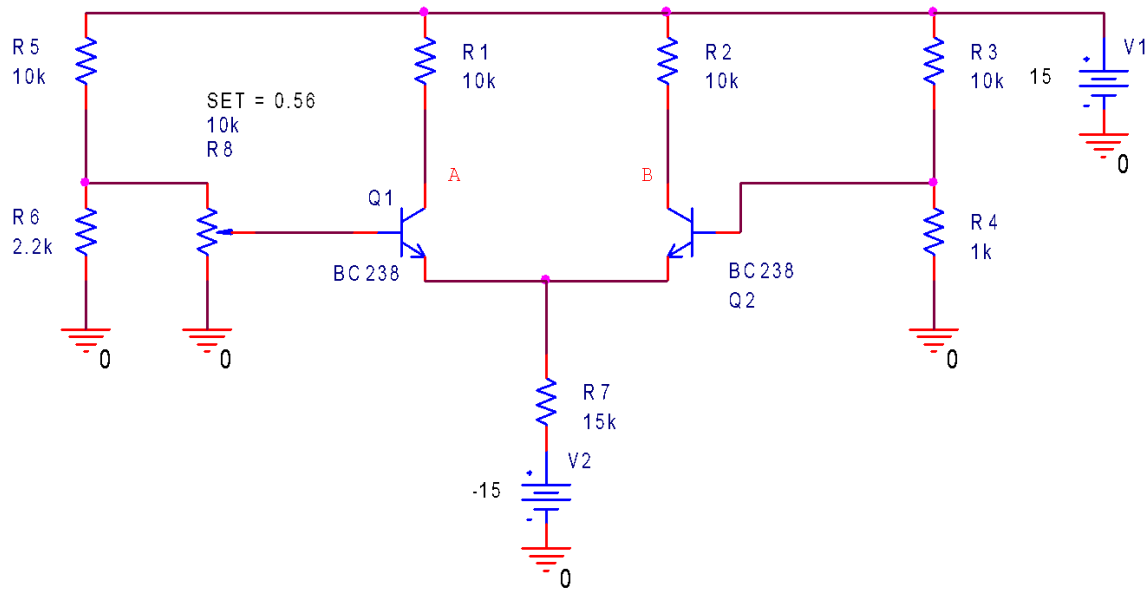 R5
10k
SET = 0.56
10k
R8
R1
10k
R2
10k
R3
10k
V1
+
15
-
0
A
B
R6
2.2k
Q1
BC238
BC238
Q2
R4
1k
0
0
0
R7
15k
V2
+
-15
-
0